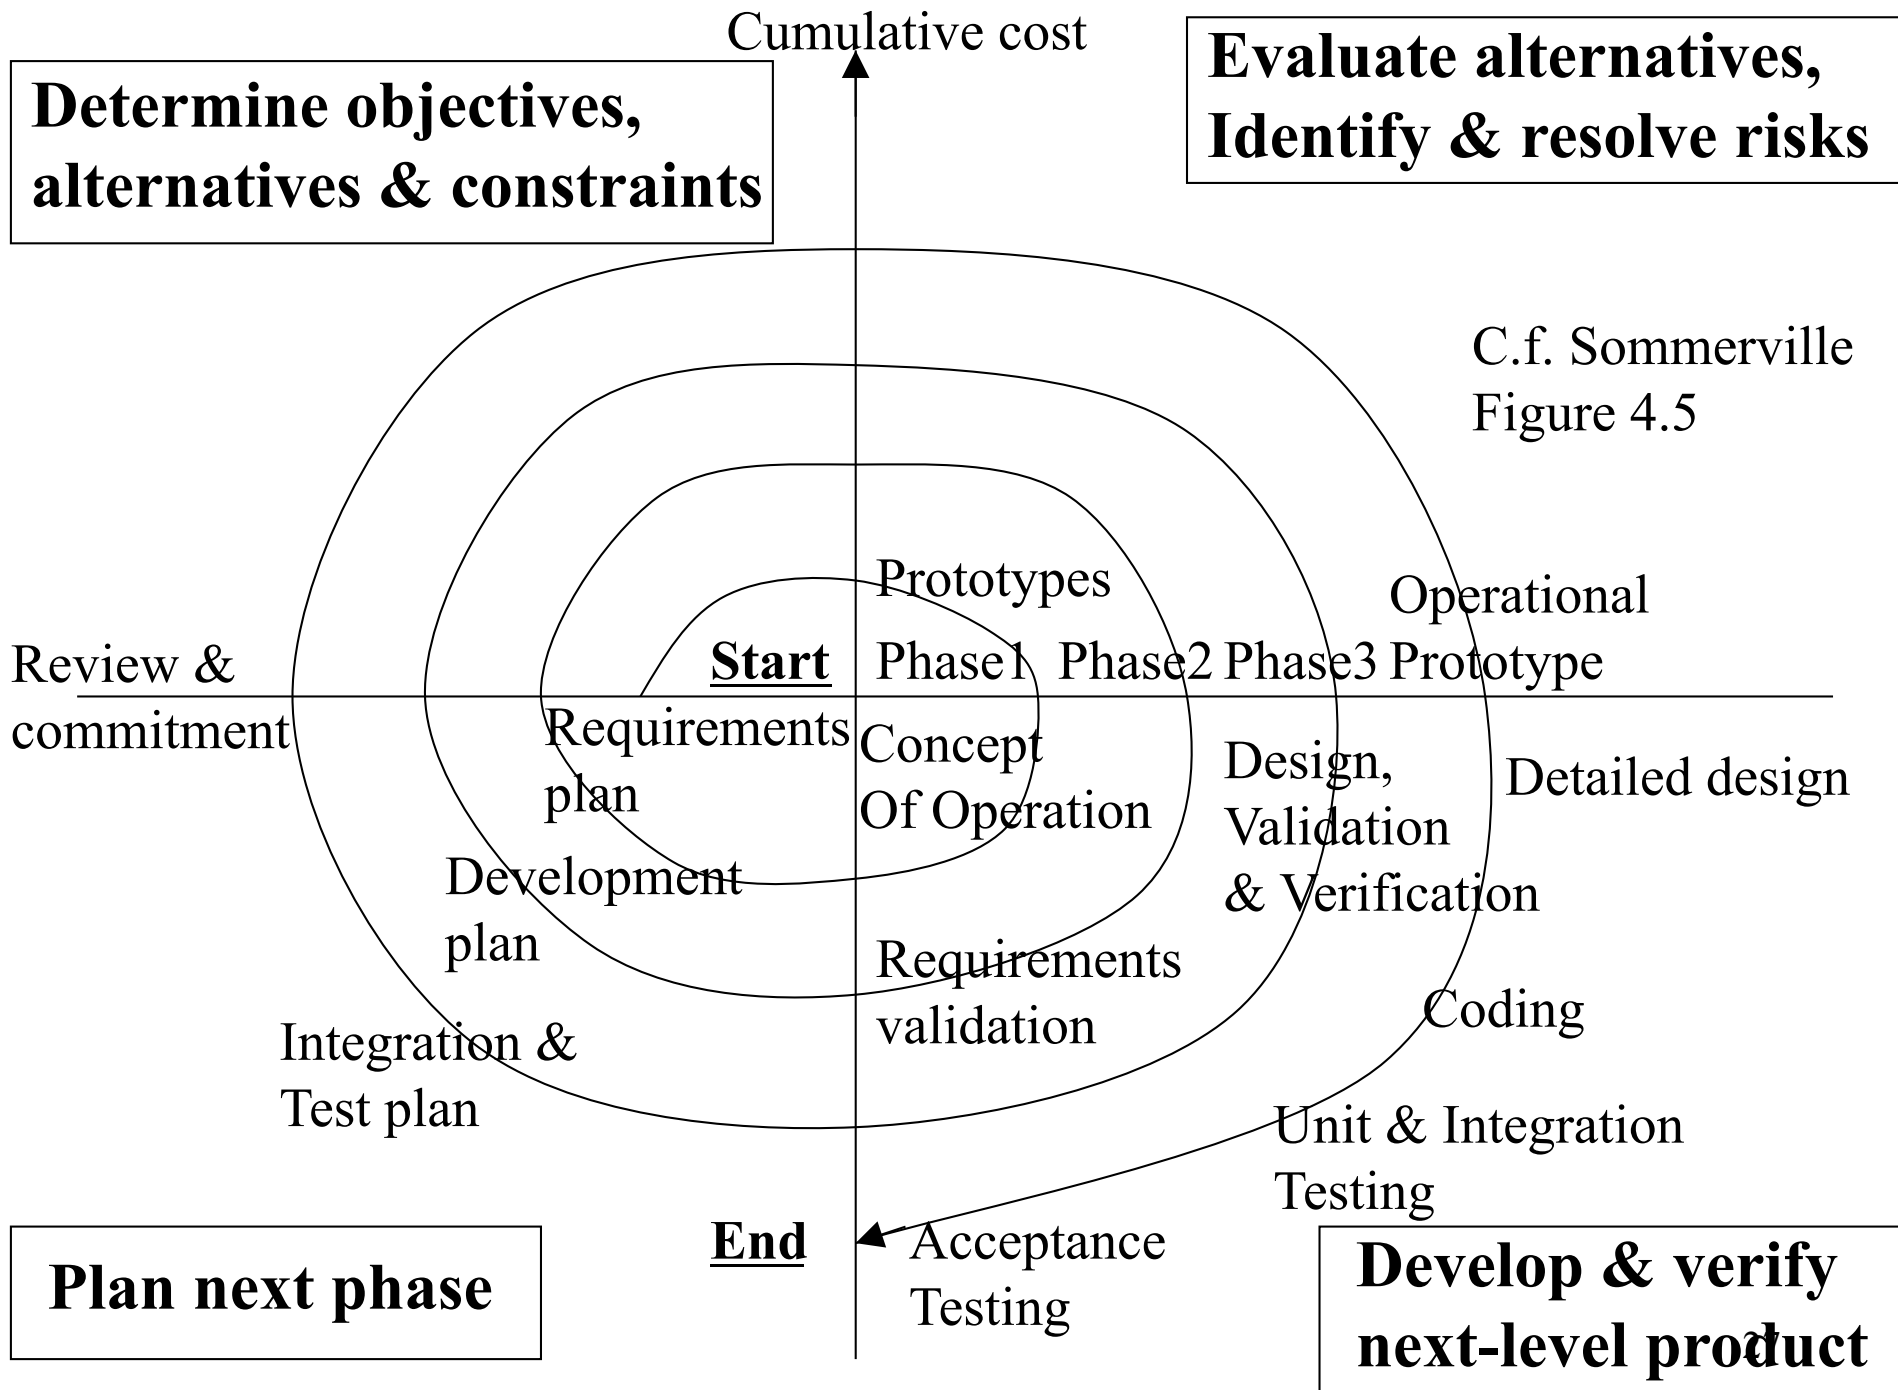 Cumulative cost
Determine objectives,
alternatives & constraints
Evaluate alternatives,
Identify & resolve risks
C.f. Sommerville
Figure 4.5
Prototypes
Operational
Review &
commitment
Start
Phase1
Phase2
Phase3
Prototype
Requirements
plan
Concept
Of Operation
Design,
Validation
& Verification
Detailed design
Development
plan
Requirements
validation
Coding
Integration &
Test plan
Unit & Integration
Testing
End
Acceptance
Testing
Plan next phase
Develop & verify
next-level product
27